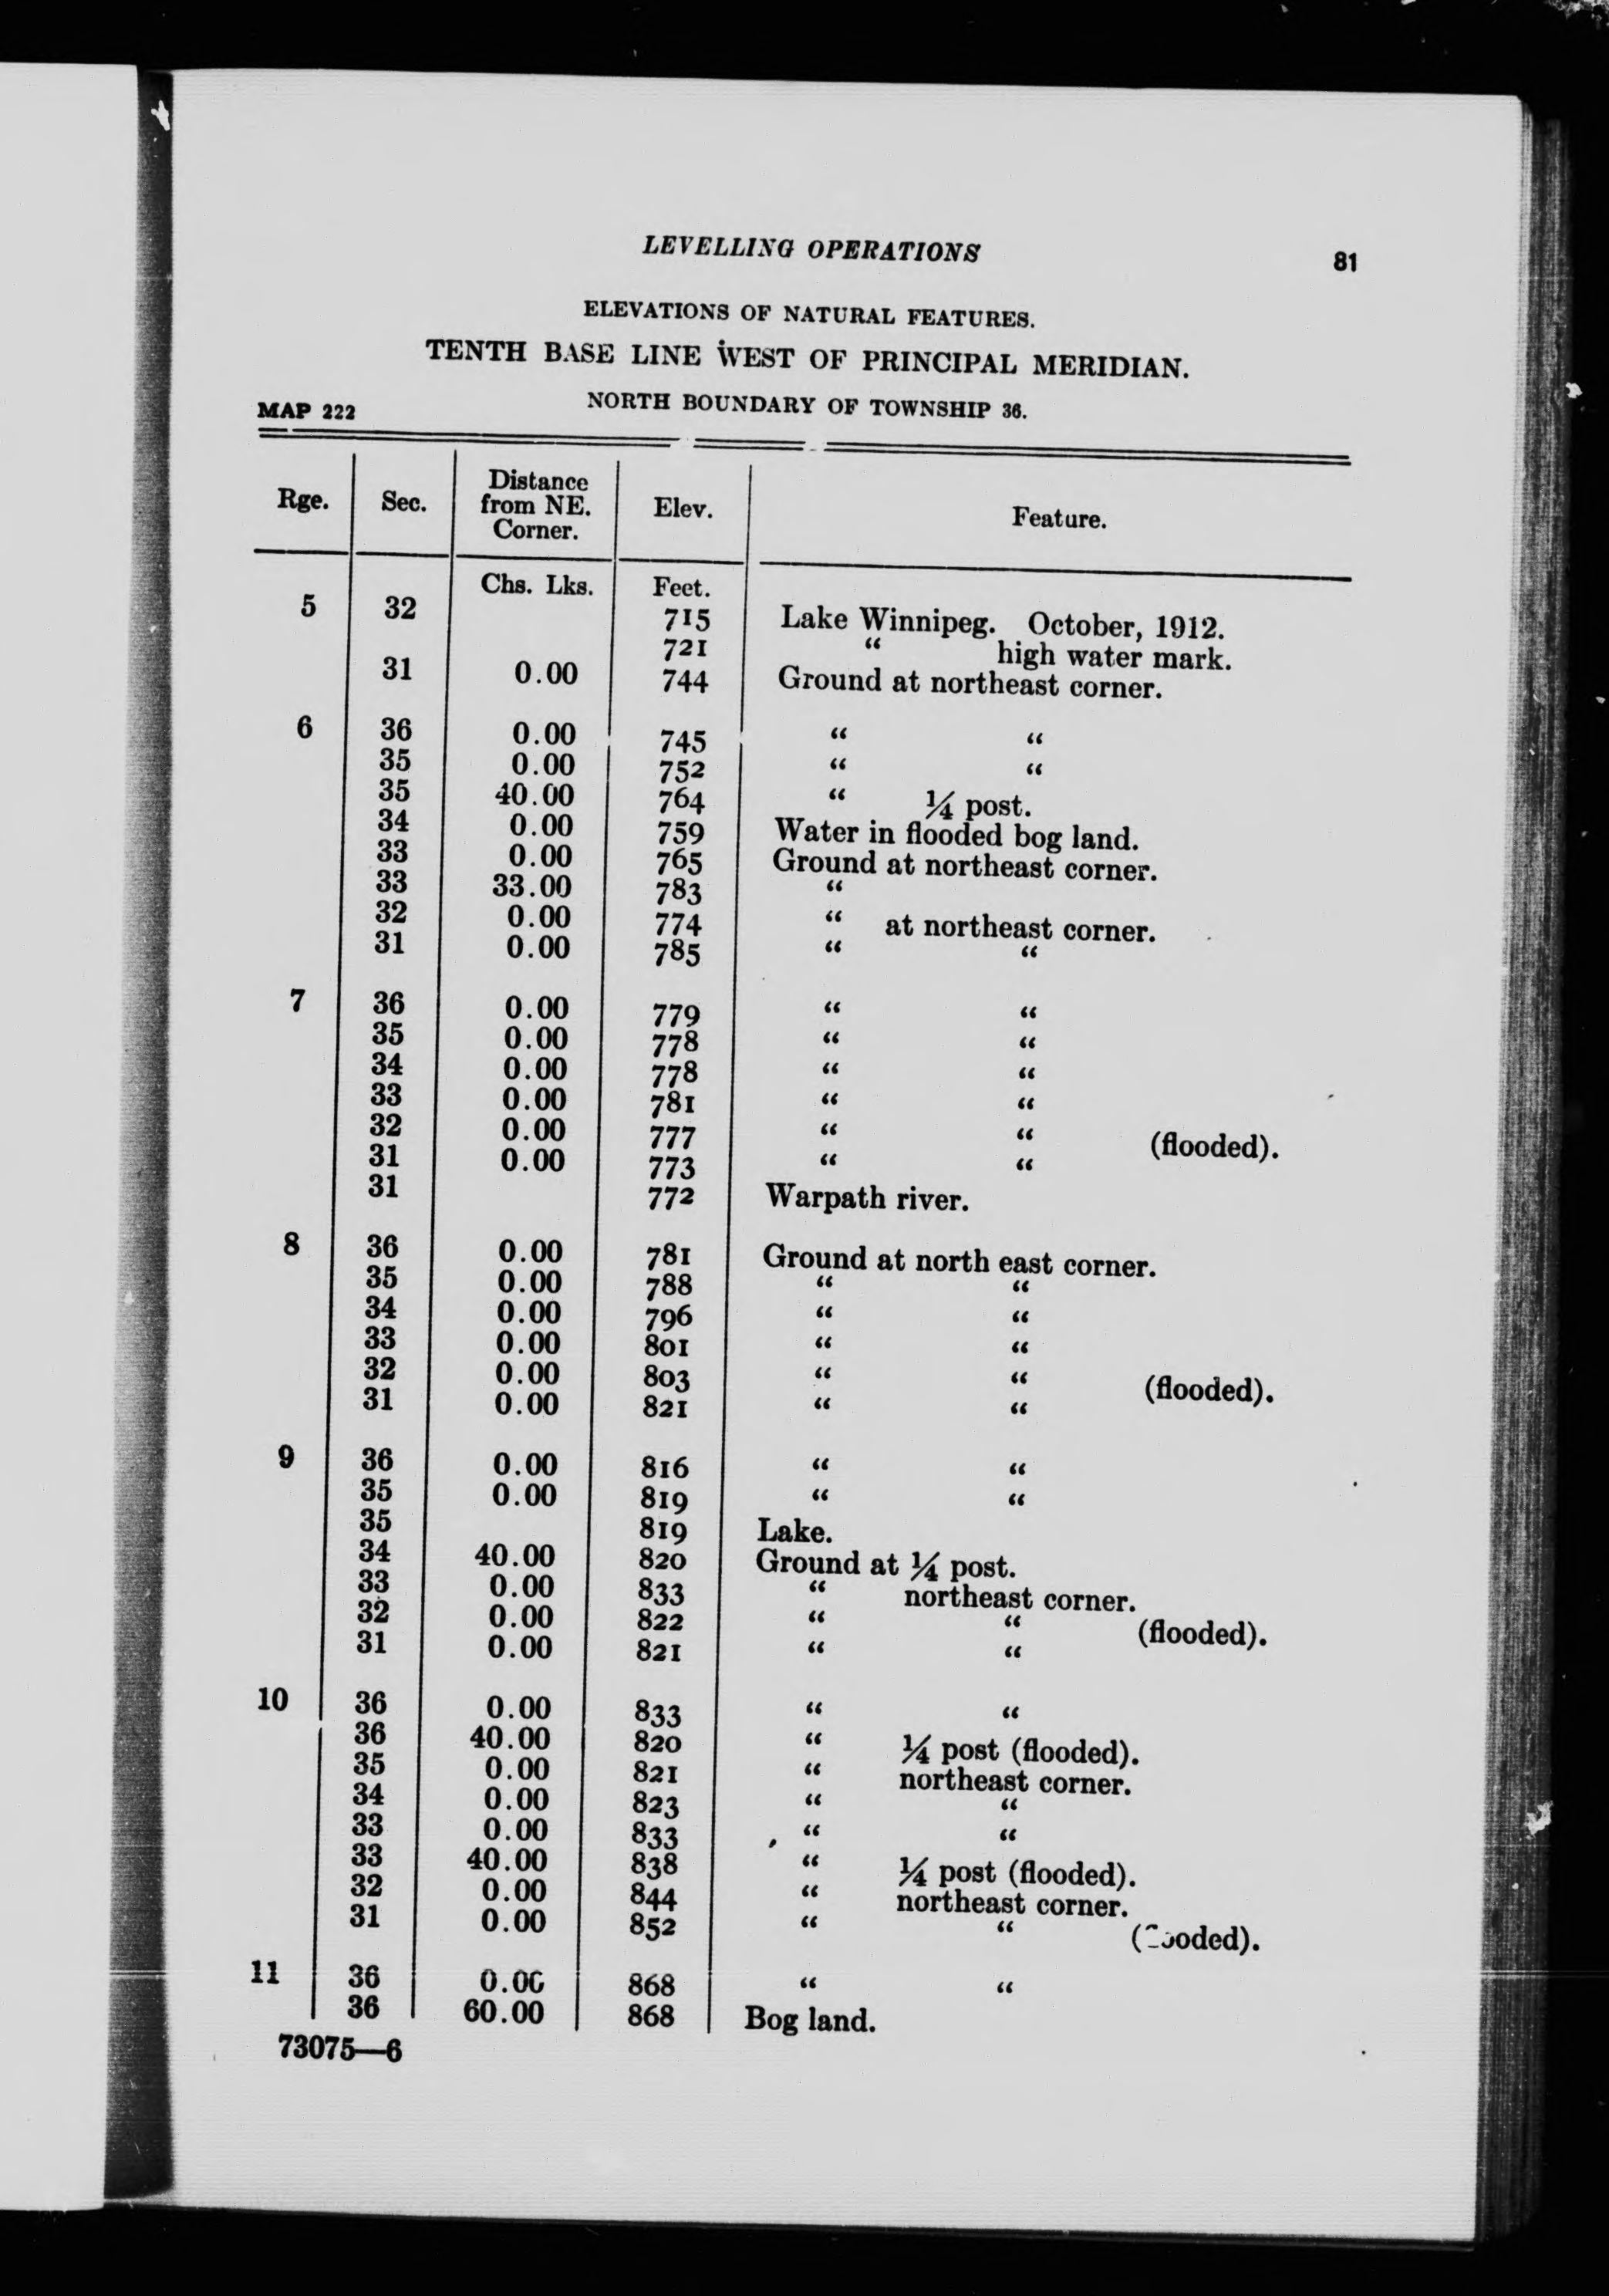 LEVELLING OPERATIONS 81
ELEVATIONS OF NATURAL FEATURES.
TENTH BASE LINE WEST OF PRINCIPAL MERIDIAN.
MAP 222 NORTH BOUNDARY OF TOWNSHIP 36.
Rge. Sec. Distance from NE. Corner. Elev. Feature.
Chs. Lks. Feet.
5 32 715 Lake Winnipeg. October, 1912.
721 “ high water mark.
31 0.00 744 Ground at northeast corner.
6 36 0.00 745 “ “
35 0.00 752 “ “
35 40.00 764 “ ¼ post.
34 0.00 759 Water in flooded bog land.
33 0.00 765 Ground at northeast corner.
33 33.00 783 “
32 0.00 774 “ at northeast corner.
31 0.00 785 “ “
7 36 0.00 779 “ “
35 0.00 778 “ “
34 0.00 778 “ “
33 0.00 781 “ “
32 0.00 777 “ “ (flooded).
31 0.00 773 “ “
31 772 Warpath river.
8 36 0.00 781 Ground at north east corner.
35 0.00 788 “ “
34 0.00 796 “ “
33 0.00 801 “ “
32 0.00 803 “ “ (flooded).
31 0.00 821 “ “
9 36 0.00 816 “ “
35 0.00 819 “ “
35 819 Lake.
34 40.00 820 Ground at ¼ post.
33 0.00 833 “ northeast corner.
32 0.00 822 “ “ (flooded).
31 0.00 821 “ “
10 36 0.00 833 “ “
36 40.00 820 “ ¼ post (flooded).
35 0.00 821 “ northeast corner.
34 0.00 823 “ “
33 0.00 833 “ “
33 40.00 838 “ ¼ post (flooded).
32 0.00 844 “ northeast corner.
31 0.00 852 “ “ (flooded).
11 36 0.00 868 “ “
36 60.00 868 Bog land.
73075—6